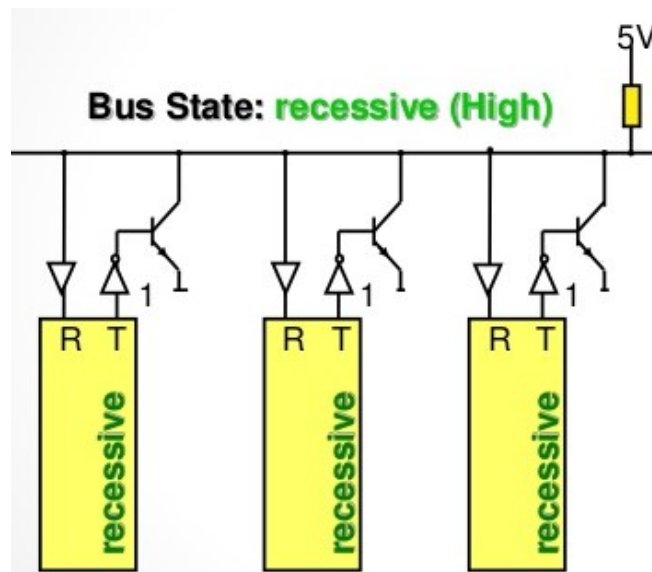 5V
Bus State: recessive (High)
1 1 1
R T R T R T
recessive recessive recessive